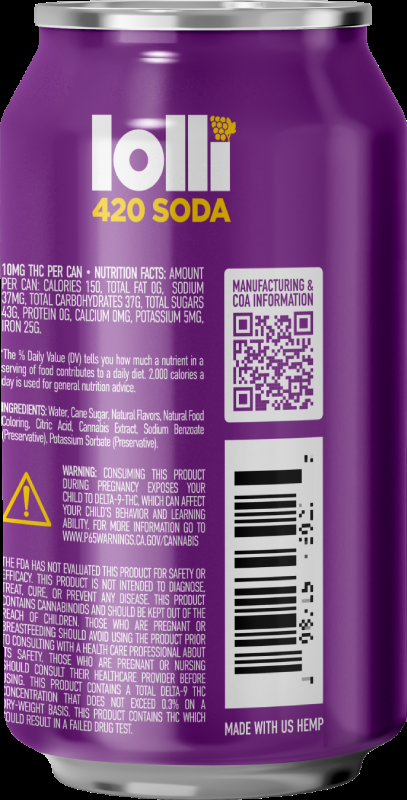 lolli
420 SODA
10MG THC PER CAN • NUTRITION FACTS: AMOUNT
PER CAN: CALORIES 150, TOTAL FAT 0G, SODIUM
37MG, TOTAL CARBOHYDRATES 37G, TOTAL SUGARS
43G, PROTEIN 0G, CALCIUM 0MG, POTASSIUM 5MG,
IRON 25G.
*The % Daily Value (DV) tells you how much a nutrient in a
serving of food contributes to a daily diet. 2,000 calories a
day is used for general nutrition advice.
INGREDIENTS: Water, Cane Sugar, Natural Flavors, Natural Food
Coloring, Citric Acid, Cannabis Extract, Sodium Benzoate
(Preservative), Potassium Sorbate (Preservative).
WARNING: CONSUMING THIS PRODUCT
DURING PREGNANCY EXPOSES YOUR
CHILD TO DELTA-9-THC, WHICH CAN AFFECT
YOUR CHILD'S BEHAVIOR AND LEARNING
ABILITY. FOR MORE INFORMATION GO TO
WWW.P65WARNINGS.CA.GOV/CANNABIS
THE FDA HAS NOT EVALUATED THIS PRODUCT FOR SAFETY OR
EFFICACY. THIS PRODUCT IS NOT INTENDED TO DIAGNOSE,
TREAT, CURE, OR PREVENT ANY DISEASE. THIS PRODUCT
CONTAINS CANNABINOIDS AND SHOULD BE KEPT OUT OF THE
REACH OF CHILDREN. THOSE WHO ARE PREGNANT OR
BREASTFEEDING SHOULD AVOID USING THE PRODUCT PRIOR
TO CONSULTING WITH A HEALTH CARE PROFESSIONAL ABOUT
ITS SAFETY. THOSE WHO ARE PREGNANT OR NURSING
SHOULD CONSULT THEIR HEALTHCARE PROVIDER BEFORE
USING. THIS PRODUCT CONTAINS A TOTAL DELTA-9 THC
CONCENTRATION THAT DOES NOT EXCEED 0.3% ON A
DRY-WEIGHT BASIS. THIS PRODUCT CONTAINS THC WHICH
COULD RESULT IN A FAILED DRUG TEST.
MANUFACTURING &
COA INFORMATION
MADE WITH US HEMP